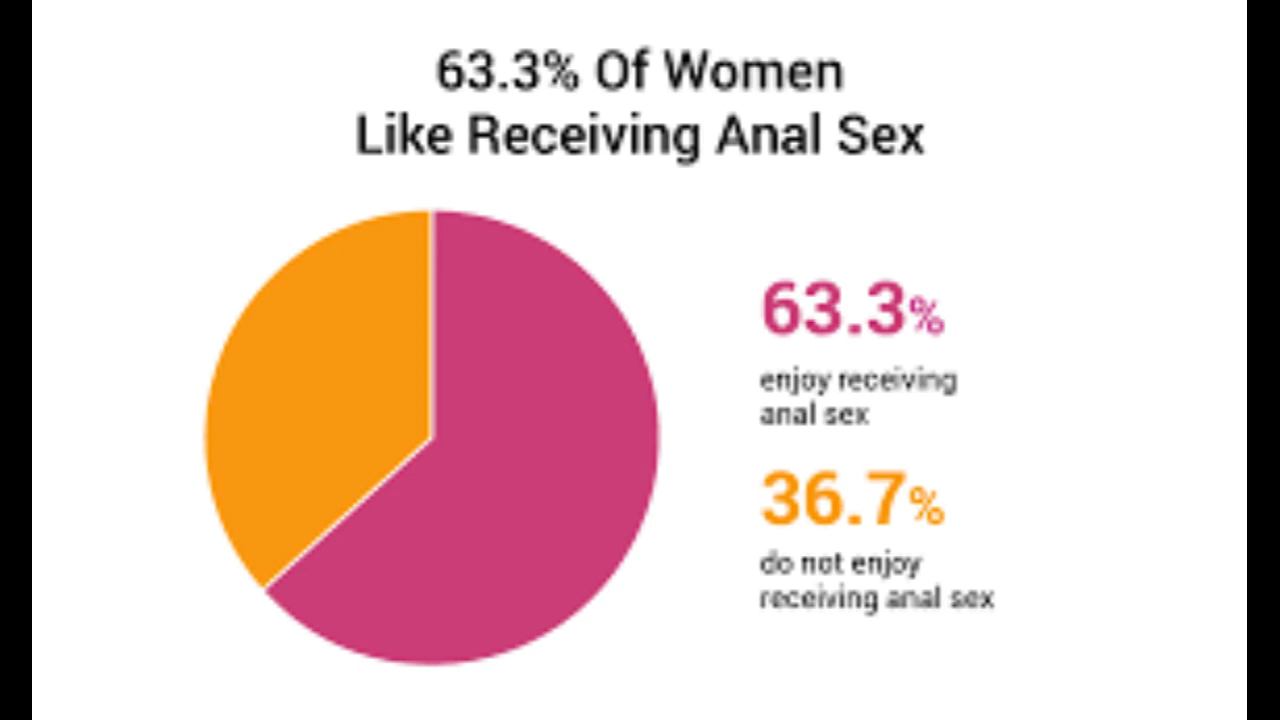 63.3% Of Women
Like Receiving Anal Sex
63.3%
enjoy receiving
anal sex
36.7%
do not enjoy
receiving anal sex